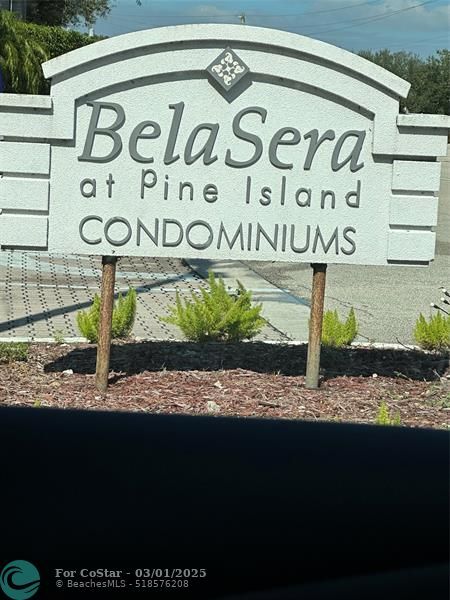 BelaSera
at Pine Island
CONDOMINIUMS
For CoStar - 03/01/2025
© BeachesMLS - 518576208